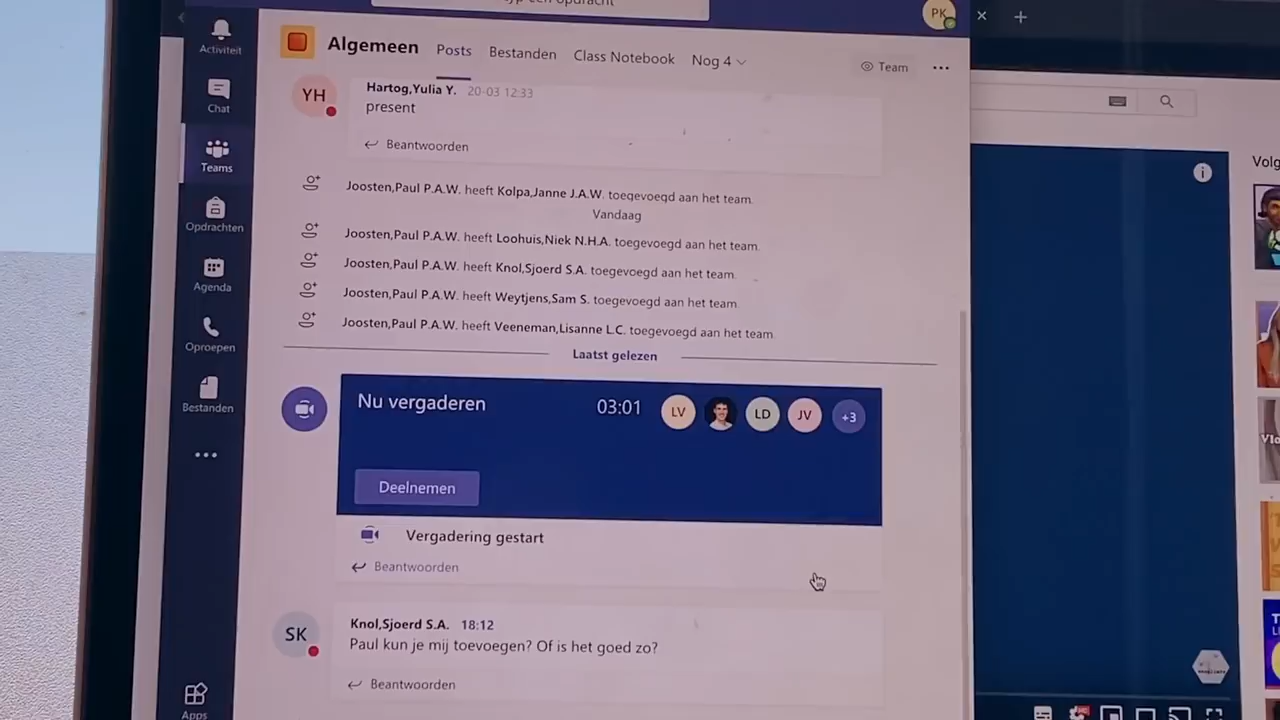 PK
Activiteit
Algemeen Posts Bestanden Class Notebook Nog 4
Team
Chat
YH
Hartog,Yulia Y. 20-03 12:33
present
Beantwoorden
Teams
Joosten,Paul P.A.W. heeft Kolpa,Janne J.A.W. toegevoegd aan het team.
Vandaag
Opdrachten
Joosten,Paul P.A.W. heeft Loohuis,Niek N.H.A. toegevoegd aan het team.
Joosten,Paul P.A.W. heeft Knol,Sjoerd S.A. toegevoegd aan het team.
Agenda
Joosten,Paul P.A.W. heeft Weytjens,Sam S. toegevoegd aan het team.
Joosten,Paul P.A.W. heeft Veeneman,Lisanne L.C. toegevoegd aan het team
Oproepen
Laatst gelezen
Bestanden
Nu vergaderen 03:01 LV LD JV +3
Deelnemen
Vergadering gestart
Beantwoorden
SK
Knol,Sjoerd S.A. 18:12
Paul kun je mij toevoegen? Of is het goed zo?
Beantwoorden
Apps